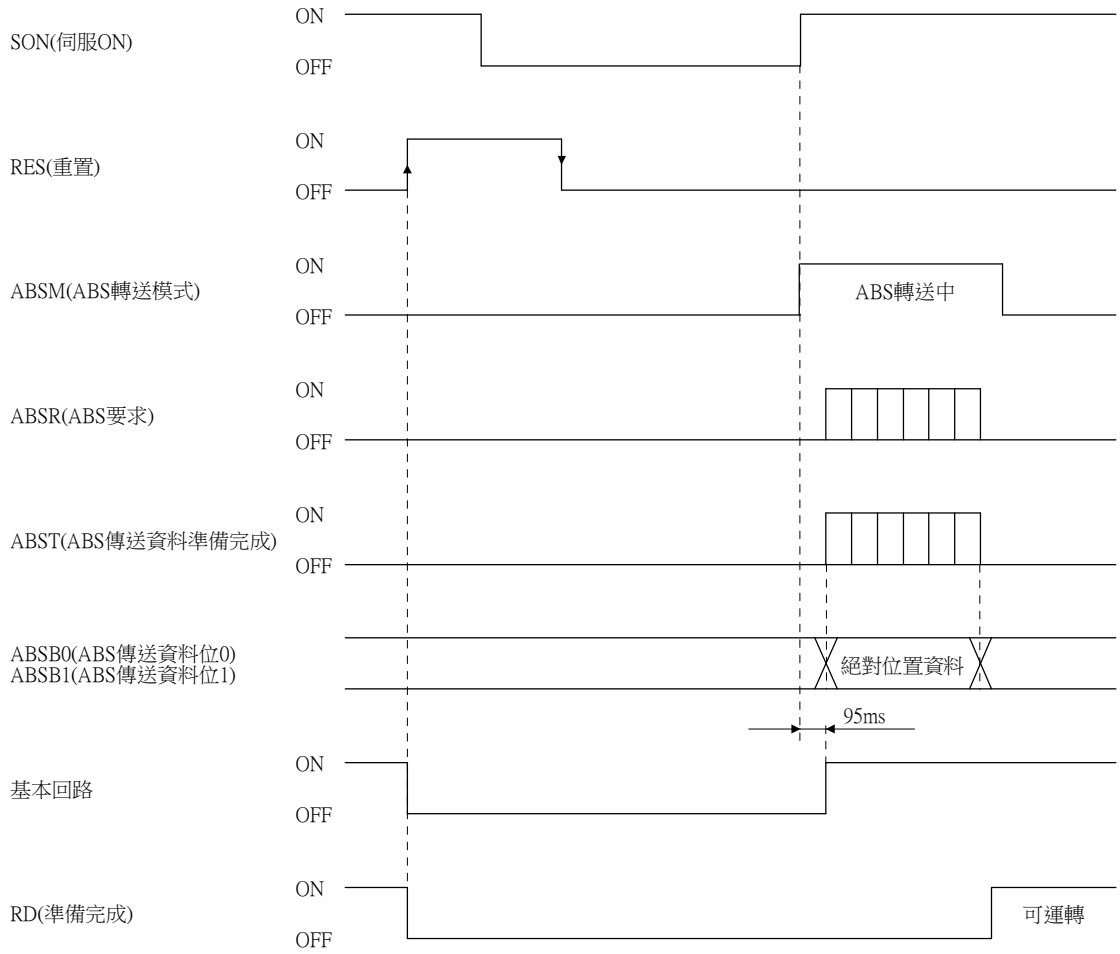 ON
SON(伺服ON)
OFF
ON
RES(重置)
OFF
ON
ABSM(ABS轉送模式)
ABS轉送中
OFF
ON
ABSR(ABS要求)
OFF
ON
ABST(ABS傳送資料準備完成)
OFF
ABSB0(ABS傳送資料位0)
ABSB1(ABS傳送資料位1)
絕對位置資料
95ms
ON
基本回路
OFF
ON
RD(準備完成)
可運轉
OFF